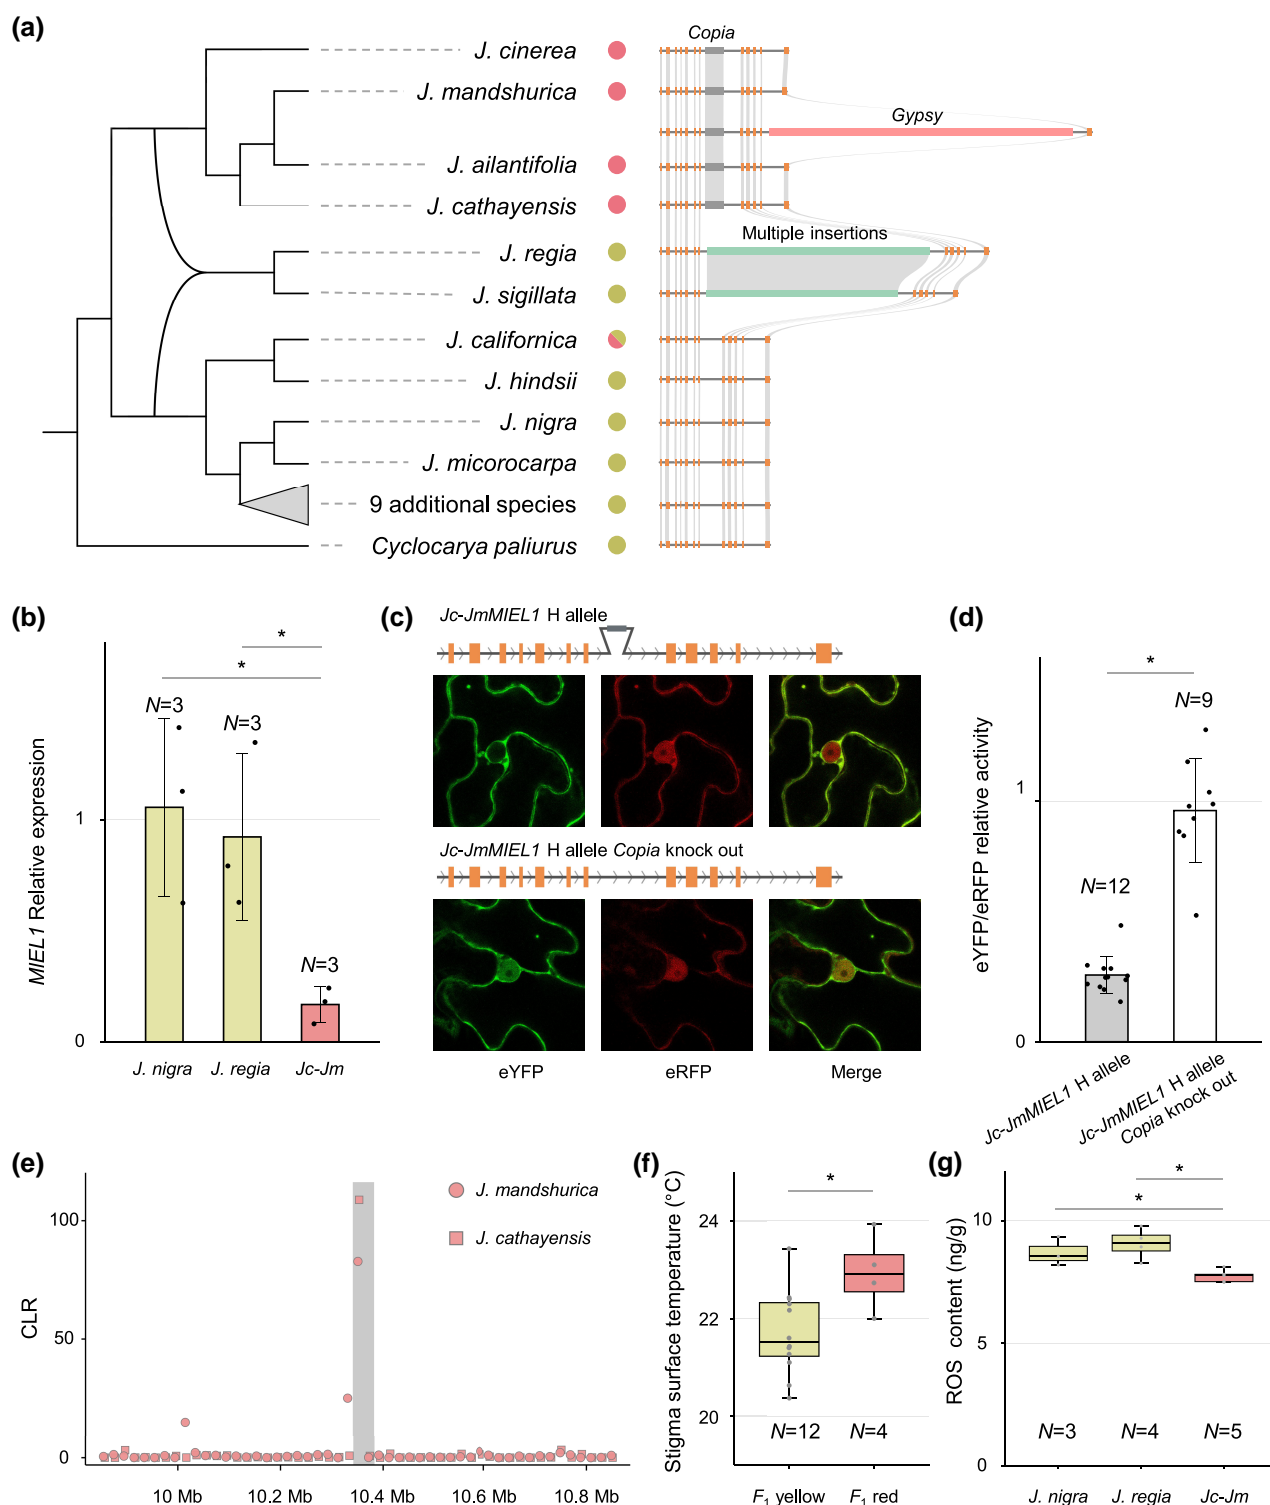 (a)
Copia
J. cinerea
J. mandshurica
Gypsy
J. ailantifolia
J. cathayensis
Multiple insertions
J. regia
J. sigillata
J. californica
J. hindsii
J. nigra
J. micorocarpa
9 additional species
Cyclocarya paliurus
(b)
MIEL1 Relative expression
1
0
*
*
N=3
N=3
N=3
J. nigra
J. regia
Jc-Jm
(c)
Jc-JmMIEL1 H allele
Jc-JmMIEL1 H allele Copia knock out
eYFP
eRFP
Merge
(d)
eYFP/eRFP relative activity
1
0
*
N=12
N=9
Jc-JmMIEL1 H allele
Jc-JmMIEL1 H allele
Copia knock out
(e)
CLR
100
50
0
J. mandshurica
J. cathayensis
10 Mb
10.2 Mb
10.4 Mb
10.6 Mb
10.8 Mb
(f)
Stigma surface temperature (°C)
24
22
20
*
N=12
N=4
F1 yellow
F1 red
(g)
ROS content (ng/g)
10
5
0
*
*
N=3
N=4
N=5
J. nigra
J. regia
Jc-Jm